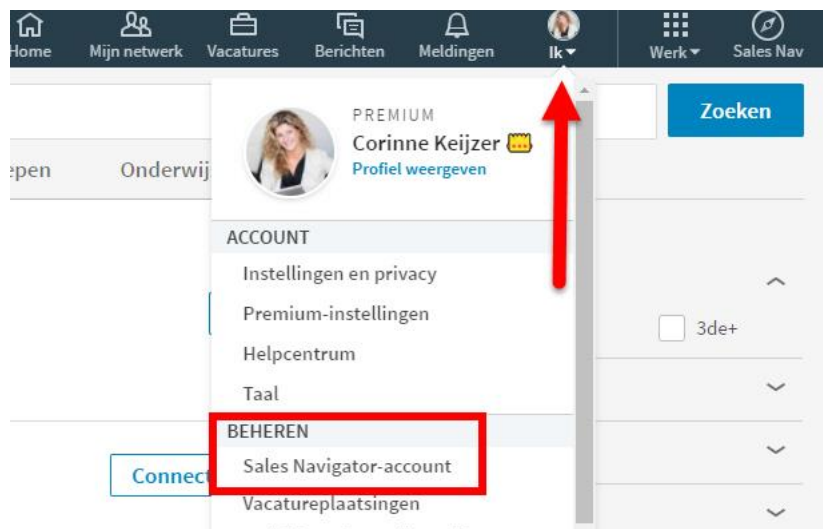 Home Mijn netwerk Vacatures Berichten Meldingen Ik Werk Sales Nav
Zoeken
PREMIUM
Corinne Keijzer
Profiel weergeven
epen Onderwij
ACCOUNT
Instellingen en privacy
Premium-instellingen
3de+
Helpcentrum
Taal
BEHEREN
Sales Navigator-account
Connect
Vacatureplaatsingen